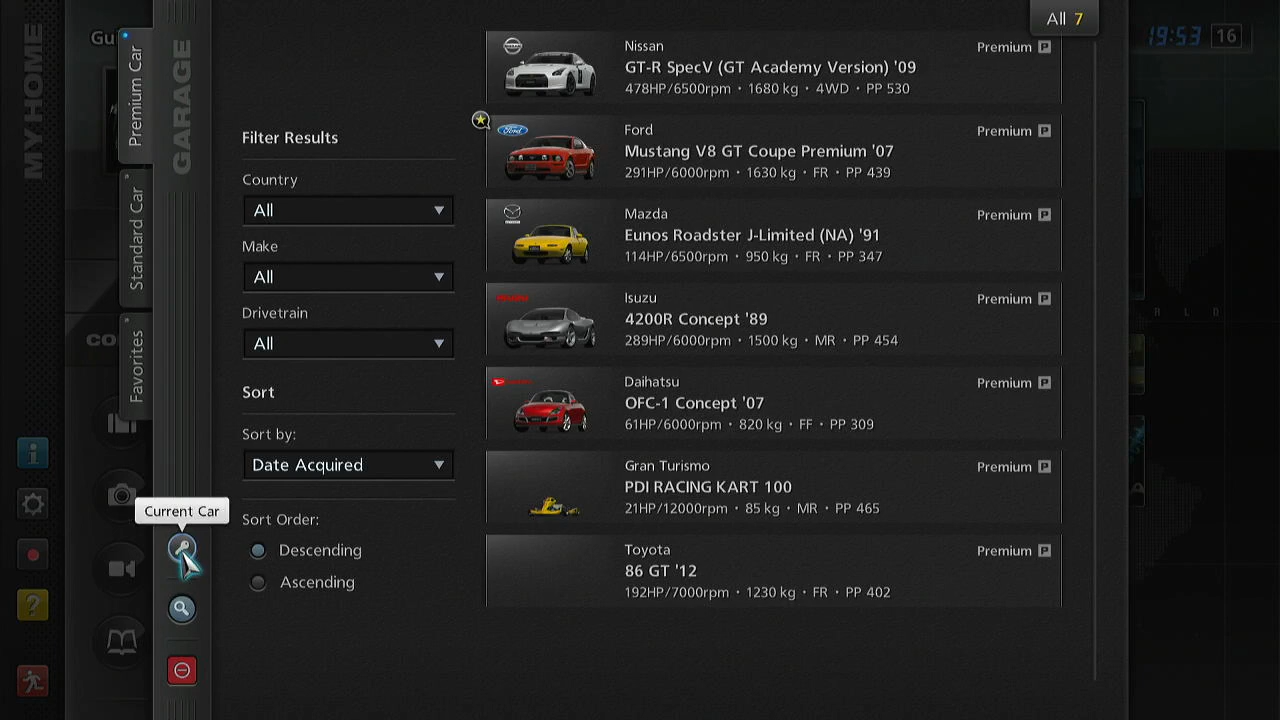 MY HOME
Gu
Premium Car
Standard Car
Favorites
GARAGE
CO
Current Car
Filter Results
Country
All
Make
All
Drivetrain
All
Sort
Sort by:
Date Acquired
Sort Order:
Descending
Ascending
All 7
19:53 16
Nissan
Premium P
GT-R SpecV (GT Academy Version) '09
478HP/6500rpm・1680 kg・4WD・PP 530
Ford
Ford
Premium P
Mustang V8 GT Coupe Premium '07
291HP/6000rpm・1630 kg・FR・PP 439
Mazda
Premium P
Eunos Roadster J-Limited (NA) '91
114HP/6500rpm・950 kg・FR・PP 347
Isuzu
Premium P
4200R Concept '89
289HP/6000rpm・1500 kg・MR・PP 454
Daihatsu
Premium P
OFC-1 Concept '07
61HP/6000rpm・820 kg・FF・PP 309
Gran Turismo
Premium P
PDI RACING KART 100
21HP/12000rpm・85 kg・MR・PP 465
Toyota
Premium P
86 GT '12
192HP/7000rpm・1230 kg・FR・PP 402
R L D
A